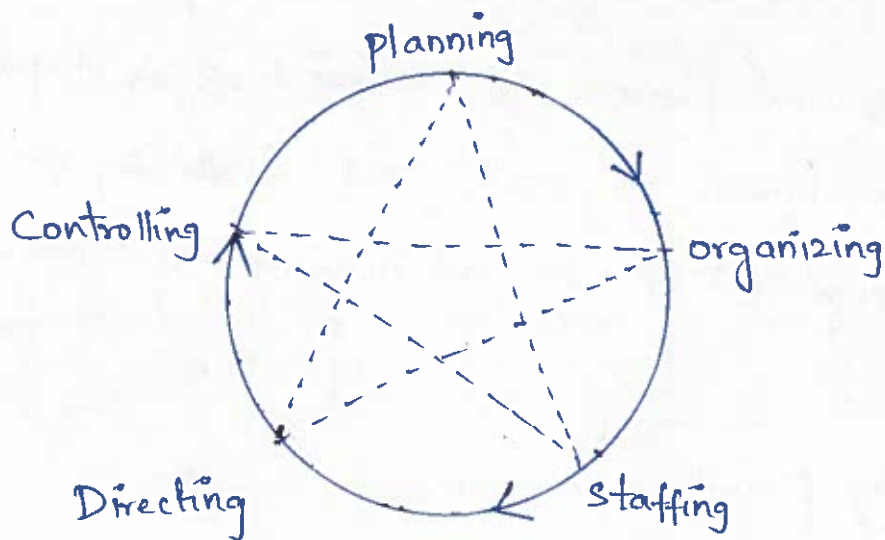 planning
Controlling
organizing
Directing
Staffing